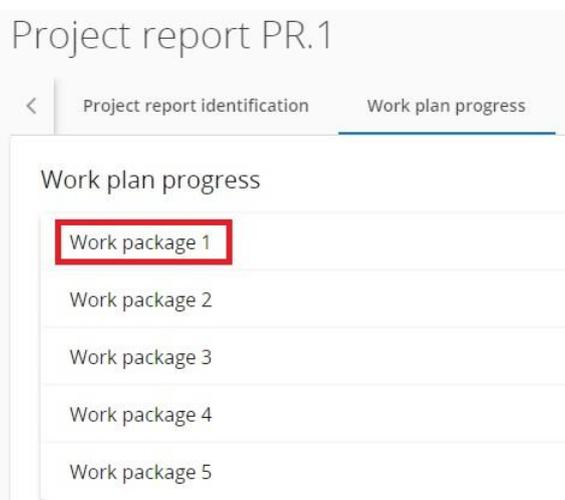 Project report PR.1
Project report identification Work plan progress
Work plan progress
Work package 1
Work package 2
Work package 3
Work package 4
Work package 5